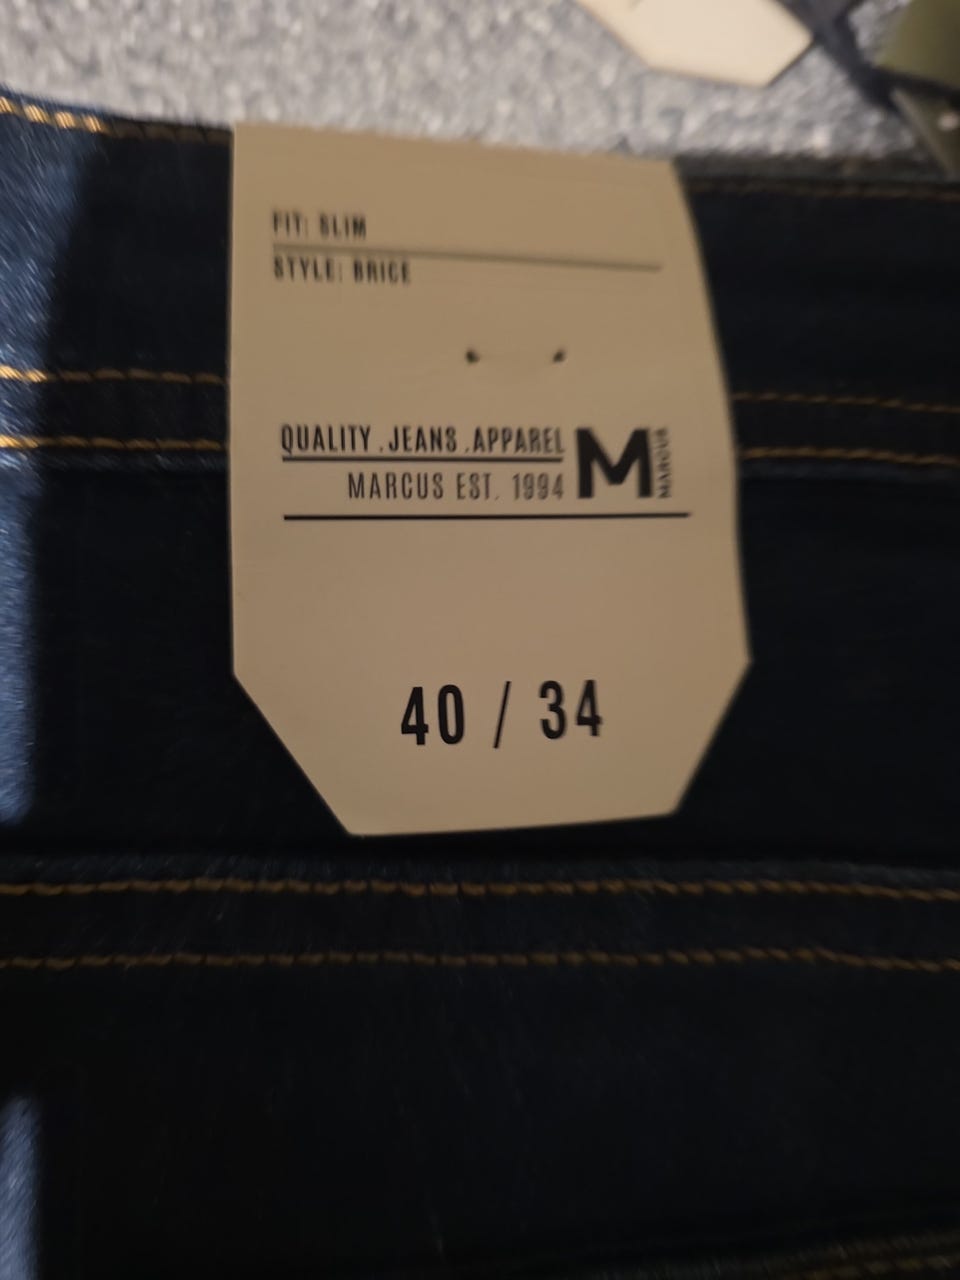 FIT: SLIM
STYLE: BRICE
QUALITY .JEANS .APPAREL
MARCUS EST. 1994
M
MARCUS
40 / 34